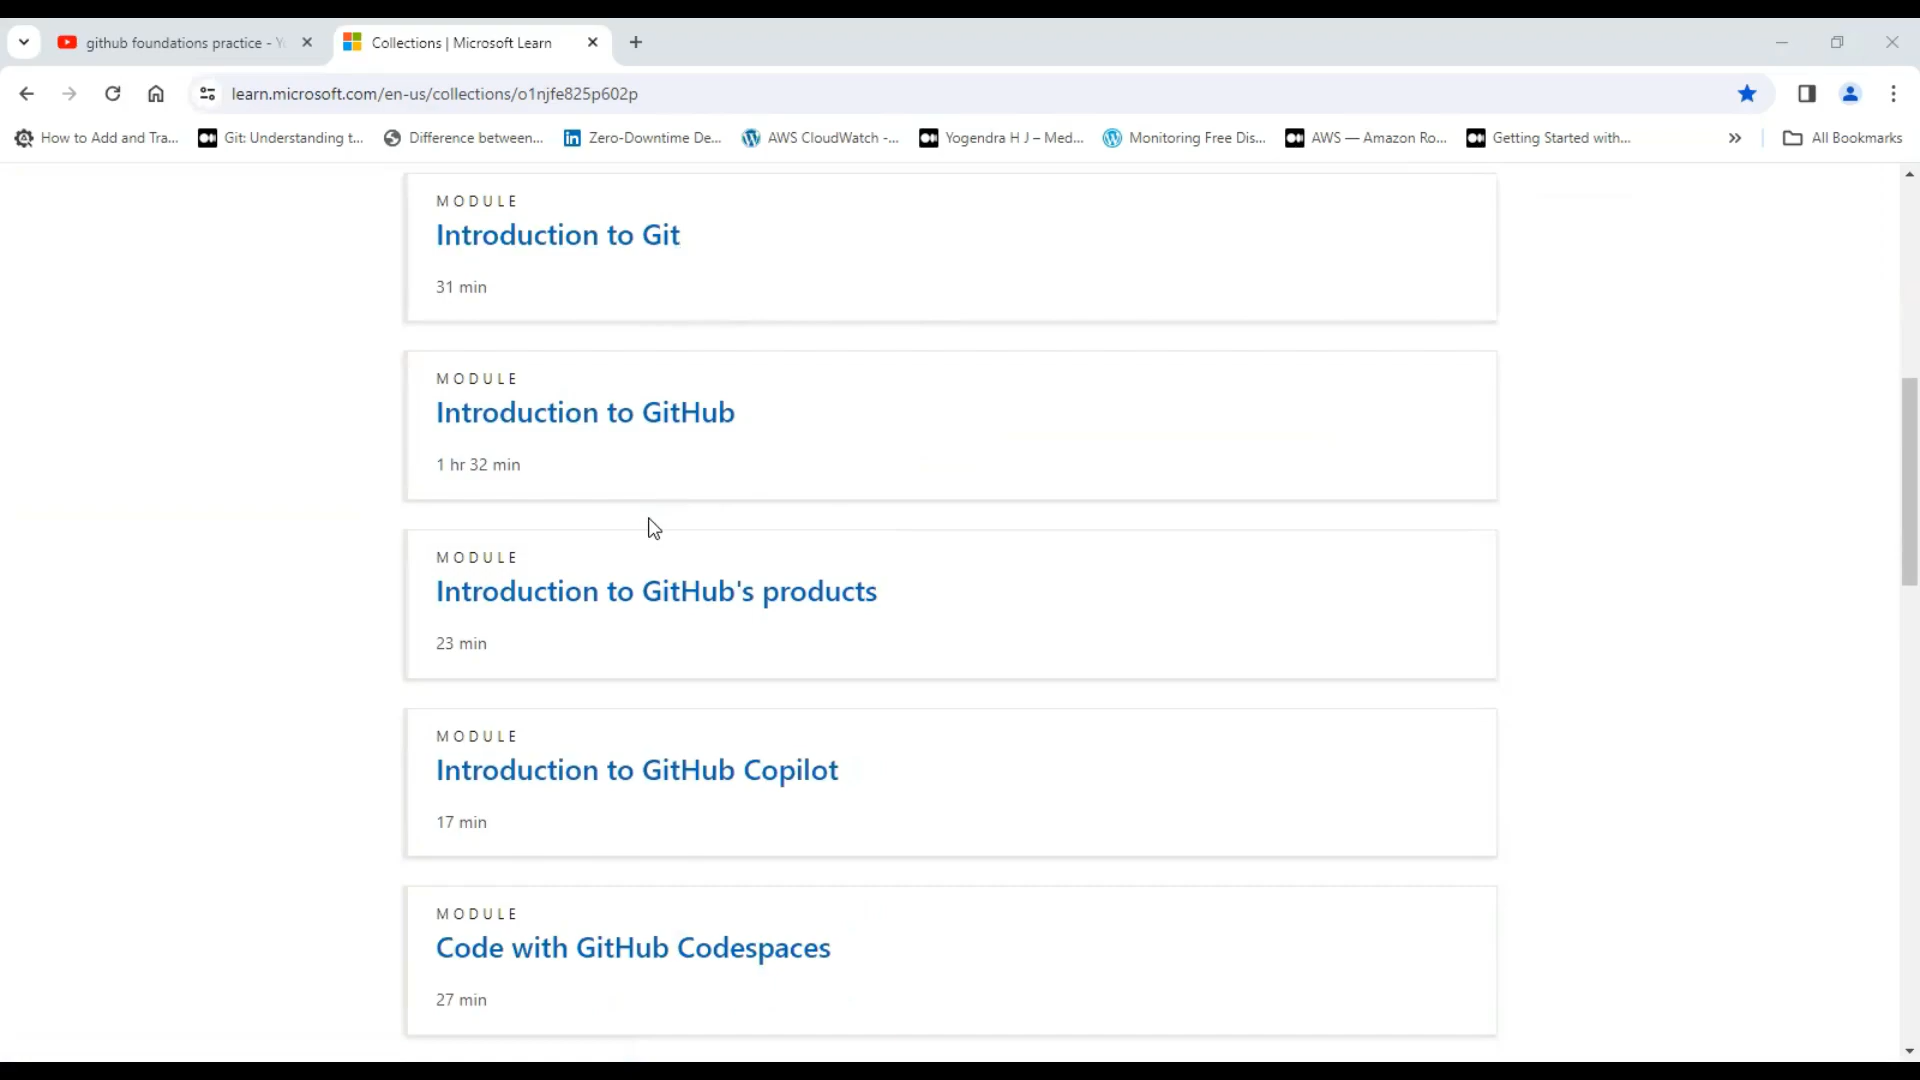 github foundations practice - Y
Collections | Microsoft Learn
learn.microsoft.com/en-us/collections/o1njfe825p602p
How to Add and Tra...
Git: Understanding t...
Difference between...
Zero-Downtime De...
AWS CloudWatch -...
Yogendra H J – Med...
Monitoring Free Dis...
AWS — Amazon Ro...
Getting Started with...
All Bookmarks
MODULE
Introduction to Git
31 min
MODULE
Introduction to GitHub
1 hr 32 min
MODULE
Introduction to GitHub's products
23 min
MODULE
Introduction to GitHub Copilot
17 min
MODULE
Code with GitHub Codespaces
27 min